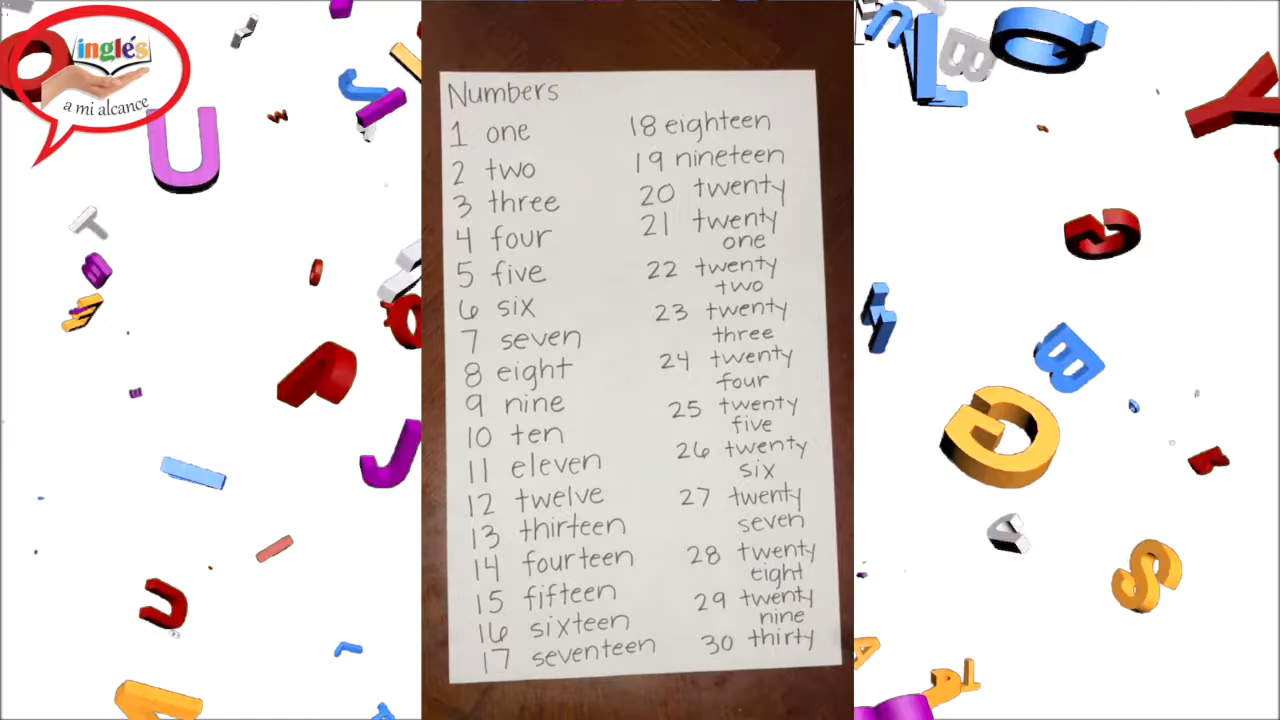 inglés
a mi alcance
Numbers
1 one
2 two
3 three
4 four
5 five
6 six
7 seven
8 eight
9 nine
10 ten
11 eleven
12 twelve
13 thirteen
14 fourteen
15 fifteen
16 sixteen
17 seventeen
18 eighteen
19 nineteen
20 twenty
21 twenty
one
22 twenty
two
23 twenty
three
24 twenty
four
25 twenty
five
26 twenty
six
27 twenty
seven
28 twenty
eight
29 twenty
nine
30 thirty